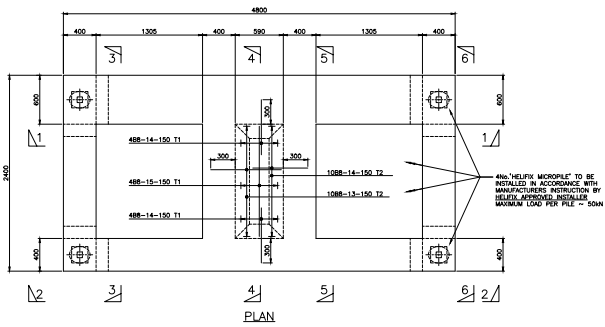 4800
400 1305 400 590 400 1305 400
3 4 5 6
600 300 600
1 1
4B8-14-150 T1
300 300
2400
4B8-15-150 T1
10B8-14-150 T2
10B8-13-150 T2
4B8-14-150 T1
4No."HELIFIX MICROPILE" TO BE
INSTALLED IN ACCORDANCE WITH
MANUFACTURERS INSTRUCTION BY
HELIFIX APPROVED INSTALLER
MAXIMUM LOAD PER PILE ~ 50kN
400 300 400
2 3 4 5 6 2
PLAN